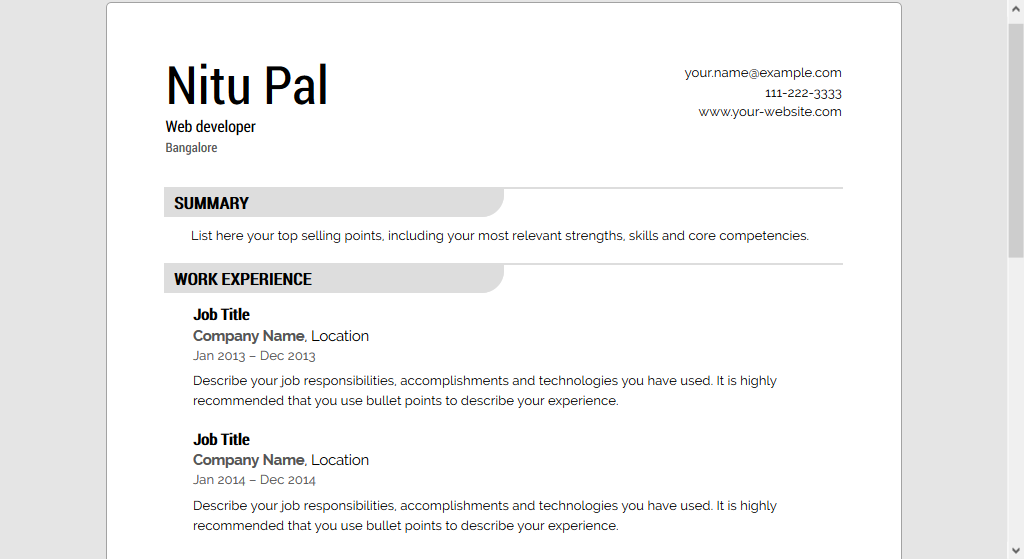 Nitu Pal
Web developer
Bangalore
your.name@example.com
111-222-3333
www.your-website.com
SUMMARY
List here your top selling points, including your most relevant strengths, skills and core competencies.
WORK EXPERIENCE
Job Title
Company Name, Location
Jan 2013 – Dec 2013
Describe your job responsibilities, accomplishments and technologies you have used. It is highly
recommended that you use bullet points to describe your experience.
Job Title
Company Name, Location
Jan 2014 – Dec 2014
Describe your job responsibilities, accomplishments and technologies you have used. It is highly
recommended that you use bullet points to describe your experience.